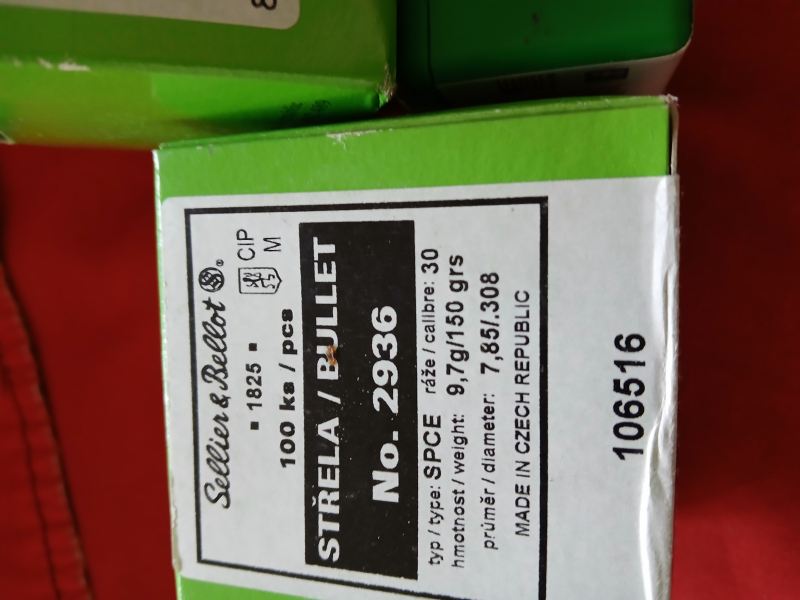 Sellier & Bellot
1825
CIP
M
100 ks / pcs
STŘELA / BULLET
No. 2936
typ / type: SPCE ráže / calibre: 30
hmotnost / weight: 9,7g/150 grs
průměr / diameter: 7,85/.308
MADE IN CZECH REPUBLIC
106516
8